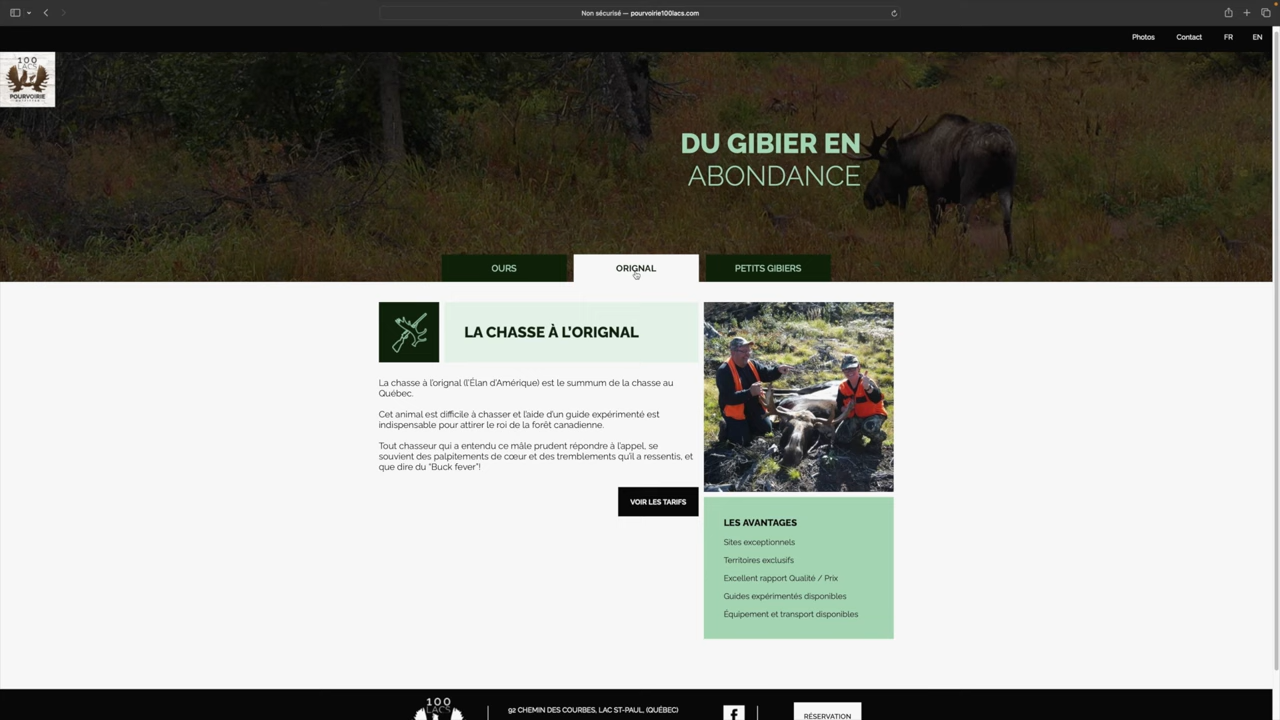 Non sécurisé — pourvoirie100lacs.com
Photos
Contact
FR
EN
100
LACS
POURVOIRIE
DU GIBIER EN
ABONDANCE
OURS
ORIGNAL
PETITS GIBIERS
LA CHASSE À L'ORIGNAL
La chasse à l'orignal (l'Élan d'Amérique) est le summum de la chasse au
Québec.
Cet animal est difficile à chasser et l'aide d'un guide expérimenté est
indispensable pour attirer le roi de la forêt canadienne.
Tout chasseur qui a entendu ce mâle prudent répondre à l'appel, se
souvient des palpitements de cœur et des tremblements qu'il a ressentis, et
que dire du "Buck fever"!
VOIR LES TARIFS
LES AVANTAGES
Sites exceptionnels
Territoires exclusifs
Excellent rapport Qualité / Prix
Guides expérimentés disponibles
Équipement et transport disponibles
100
LACS
92 CHEMIN DES COURBES, LAC ST-PAUL, (QUÉBEC)
RÉSERVATION